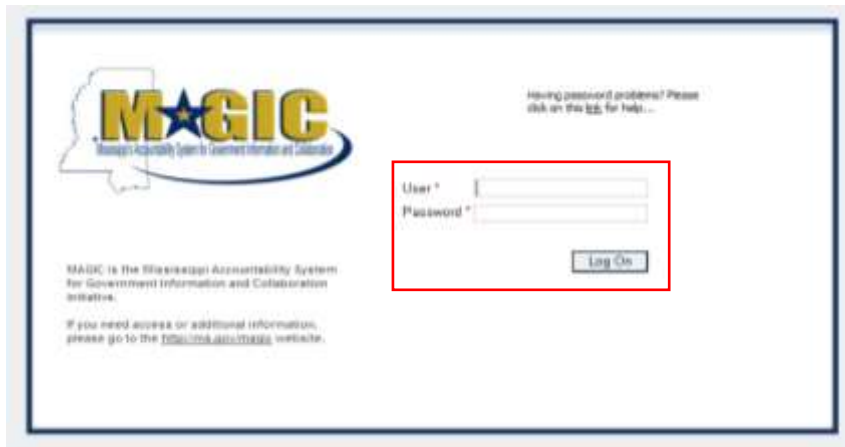 MAGIC
Mississippi's Accountability System for Government Information and Collaboration
Having password problems? Please
click on this link for help...
User *
Password *
Log On
MAGIC is the Mississippi Accountability System
for Government Information and Collaboration
Initiative.
If you need access or additional information,
please go to the http://ms.gov/magic website.